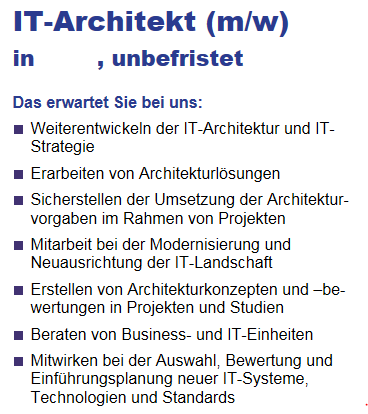 IT-Architekt (m/w)
in , unbefristet
Das erwartet Sie bei uns:
■ Weiterentwickeln der IT-Architektur und IT-
Strategie
■ Erarbeiten von Architekturlösungen
■ Sicherstellen der Umsetzung der Architektur-
vorgaben im Rahmen von Projekten
■ Mitarbeit bei der Modernisierung und
Neuausrichtung der IT-Landschaft
■ Erstellen von Architekturkonzepten und –be-
wertungen in Projekten und Studien
■ Beraten von Business- und IT-Einheiten
■ Mitwirken bei der Auswahl, Bewertung und
Einführungsplanung neuer IT-Systeme,
Technologien und Standards